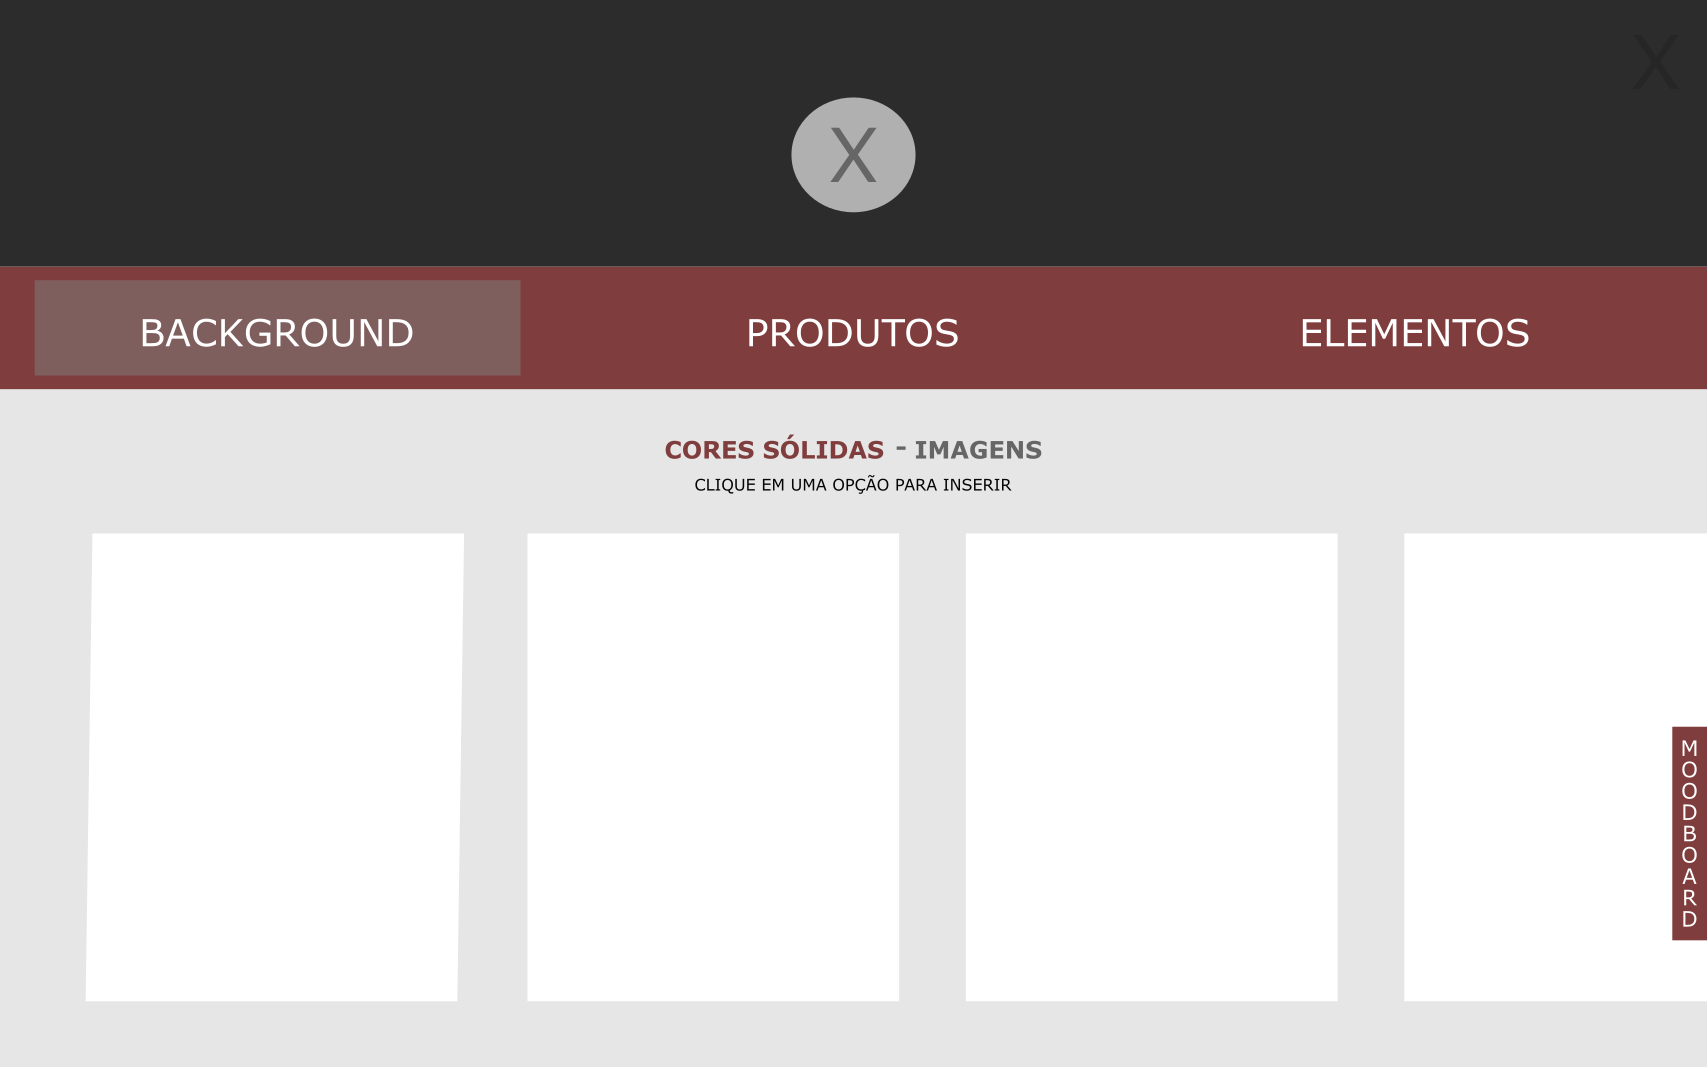 X
X
BACKGROUND
PRODUTOS
ELEMENTOS
CORES SÓLIDAS - IMAGENS
CLIQUE EM UMA OPÇÃO PARA INSERIR
MOODBOARD